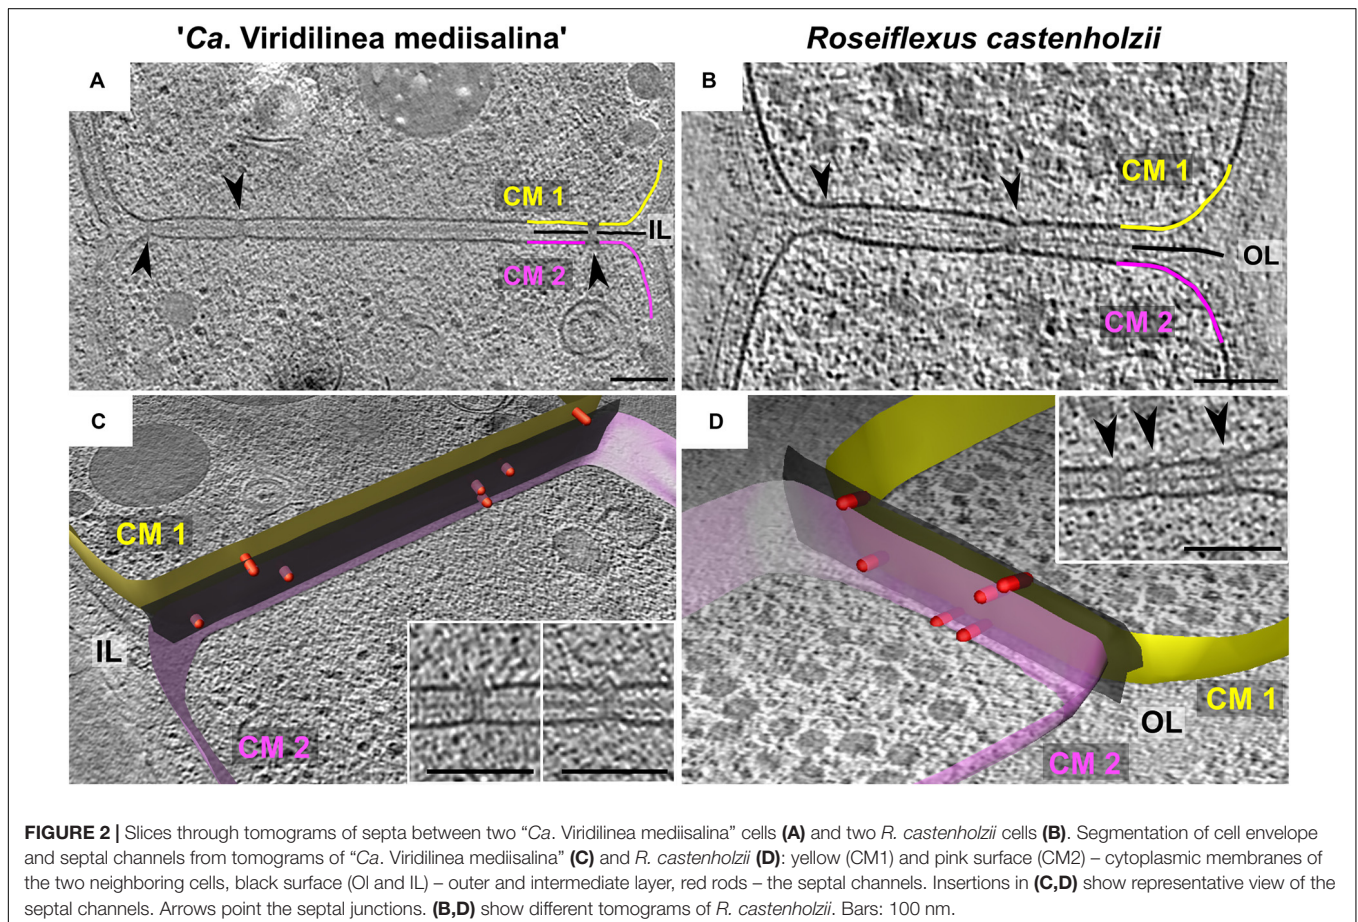 'Ca. Viridilinea mediisalina'
Roseiflexus castenholzii
A
CM 1
IL
CM 2
B
CM 1
OL
CM 2
C
CM 1
IL
CM 2
D
CM 1
OL
CM 2
FIGURE 2 | Slices through tomograms of septa between two “Ca. Viridilinea mediisalina” cells (A) and two R. castenholzii cells (B). Segmentation of cell envelope
and septal channels from tomograms of “Ca. Viridilinea mediisalina” (C) and R. castenholzii (D): yellow (CM1) and pink surface (CM2) – cytoplasmic membranes of
the two neighboring cells, black surface (Ol and IL) – outer and intermediate layer, red rods – the septal channels. Insertions in (C,D) show representative view of the
septal channels. Arrows point the septal junctions. (B,D) show different tomograms of R. castenholzii. Bars: 100 nm.